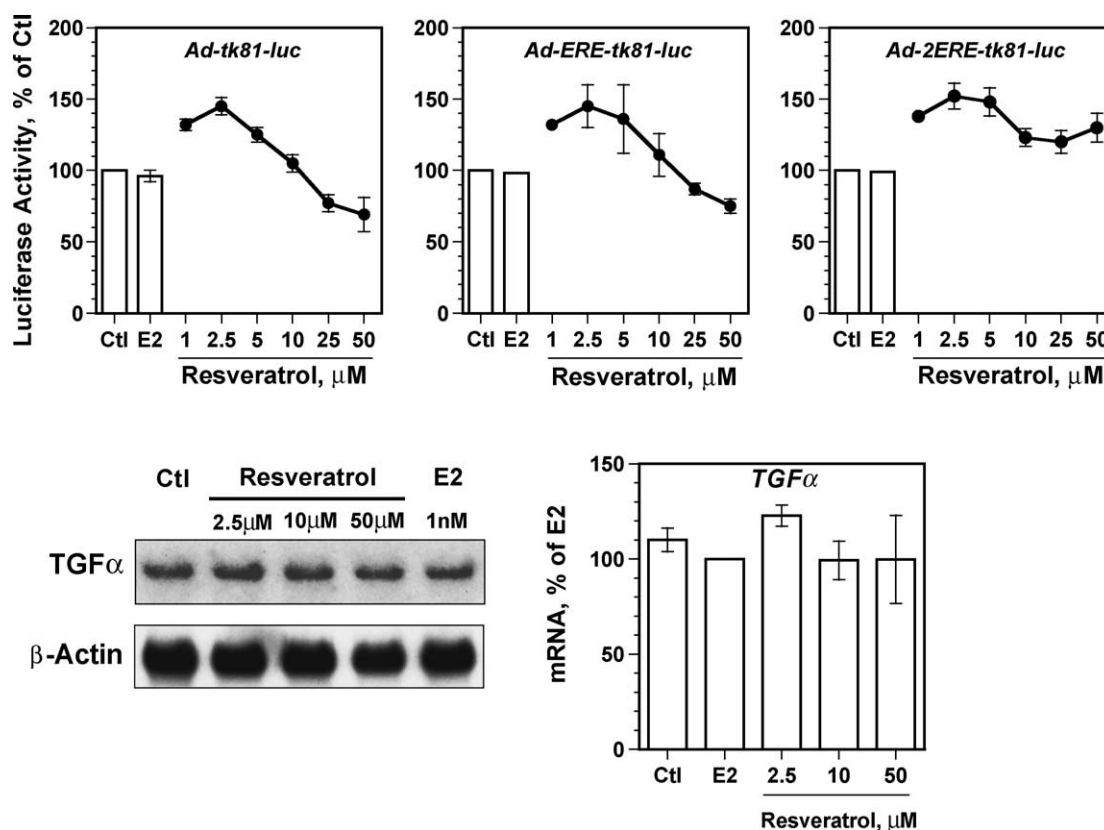 Luciferase Activity, % of Ctl
Ad-tk81-luc
200
150
100
50
0
Ctl E2 1 2.5 5 10 25 50
Resveratrol, μM
Ad-ERE-tk81-luc
200
150
100
50
0
Ctl E2 1 2.5 5 10 25 50
Resveratrol, μM
Ad-2ERE-tk81-luc
200
150
100
50
0
Ctl E2 1 2.5 5 10 25 50
Resveratrol, μM
Ctl Resveratrol E2
2.5μM 10μM 50μM 1nM
TGFα
β-Actin
TGFα
mRNA, % of E2
150
100
50
0
Ctl E2 2.5 10 50
Resveratrol, μM